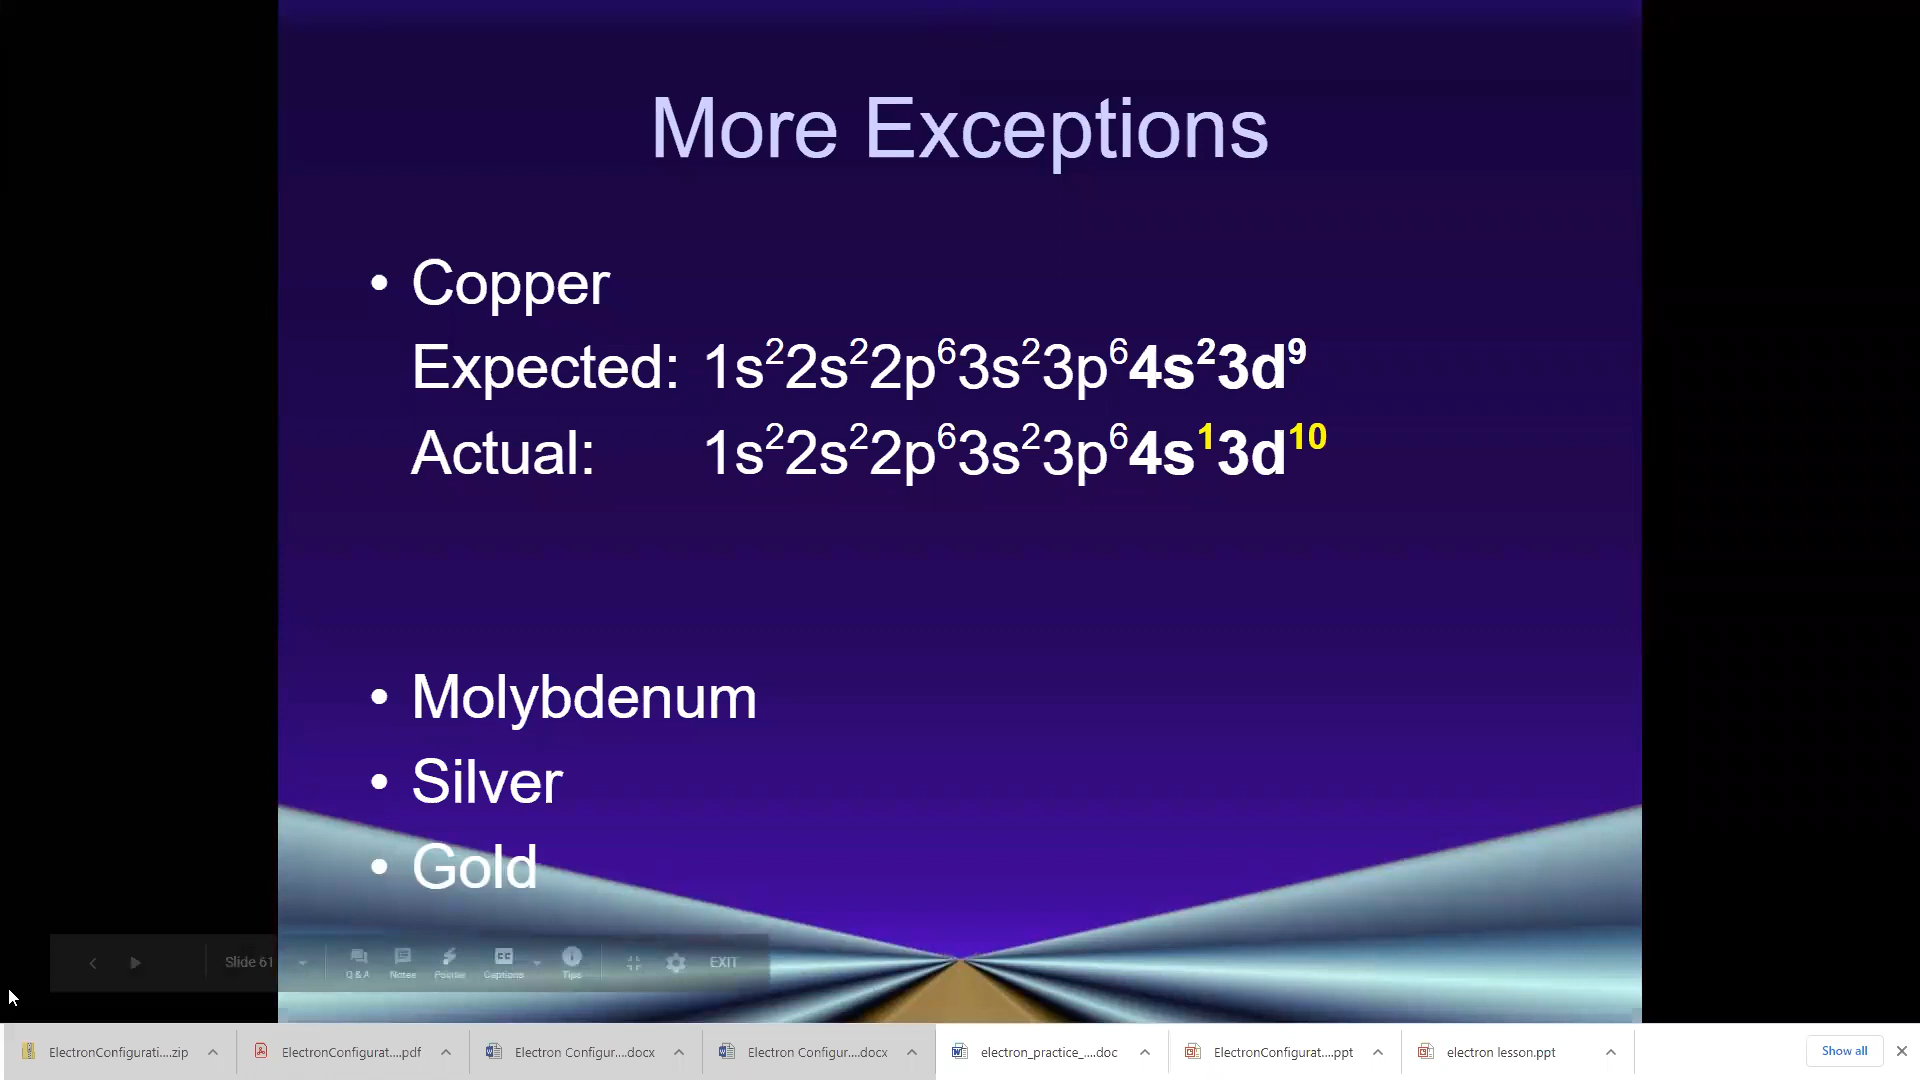 More Exceptions
• Copper
Expected: 1s²2s²2p⁶3s²3p⁶4s²3d⁹
Actual: 1s²2s²2p⁶3s²3p⁶4s¹3d¹⁰
• Molybdenum
• Silver
• Gold
Slide 61 Q & A Notes Pointer Captions Tips EXIT
ElectronConfigurati....zip ElectronConfigurat....pdf Electron Configur....docx Electron Configur....docx electron_practice_....doc ElectronConfigurat....ppt electron lesson.ppt Show all